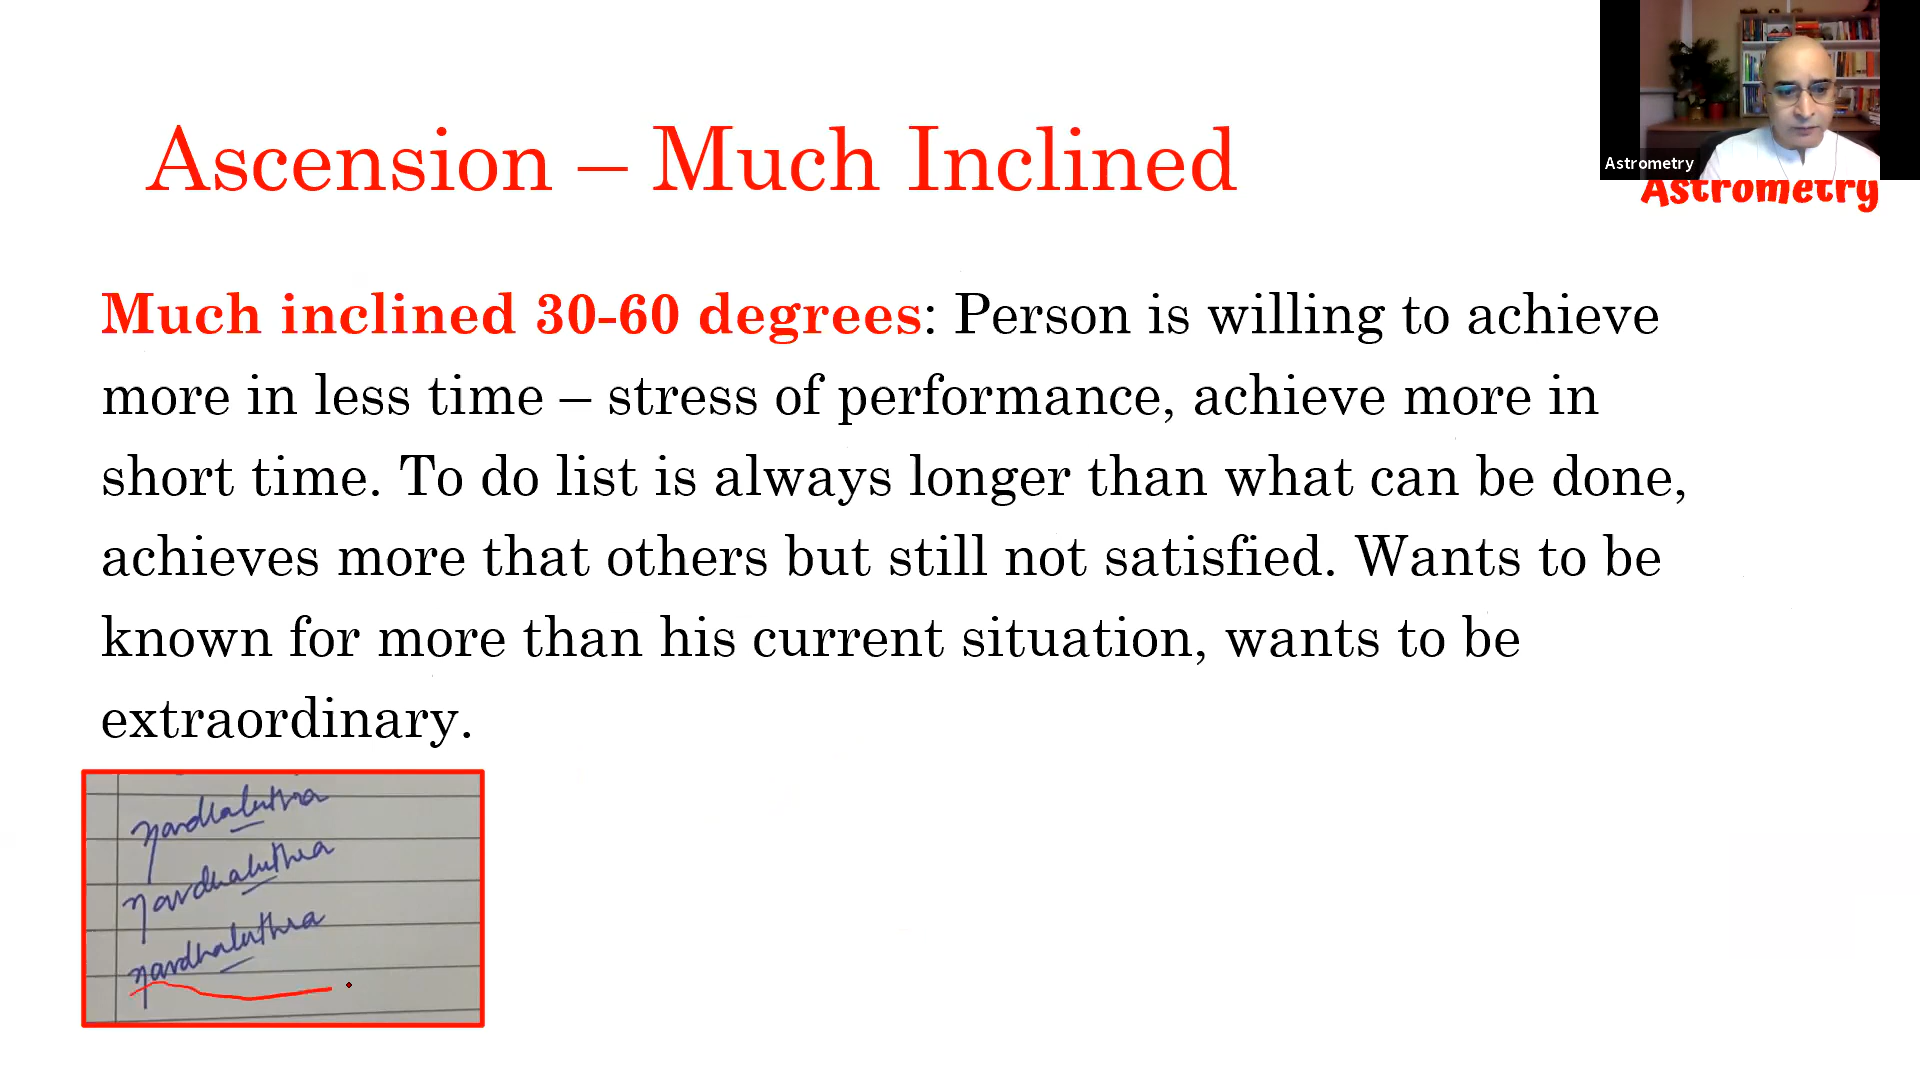 Astrometry
Astrometry
Ascension – Much Inclined
Much inclined 30-60 degrees: Person is willing to achieve
more in less time – stress of performance, achieve more in
short time. To do list is always longer than what can be done,
achieves more that others but still not satisfied. Wants to be
known for more than his current situation, wants to be
extraordinary.